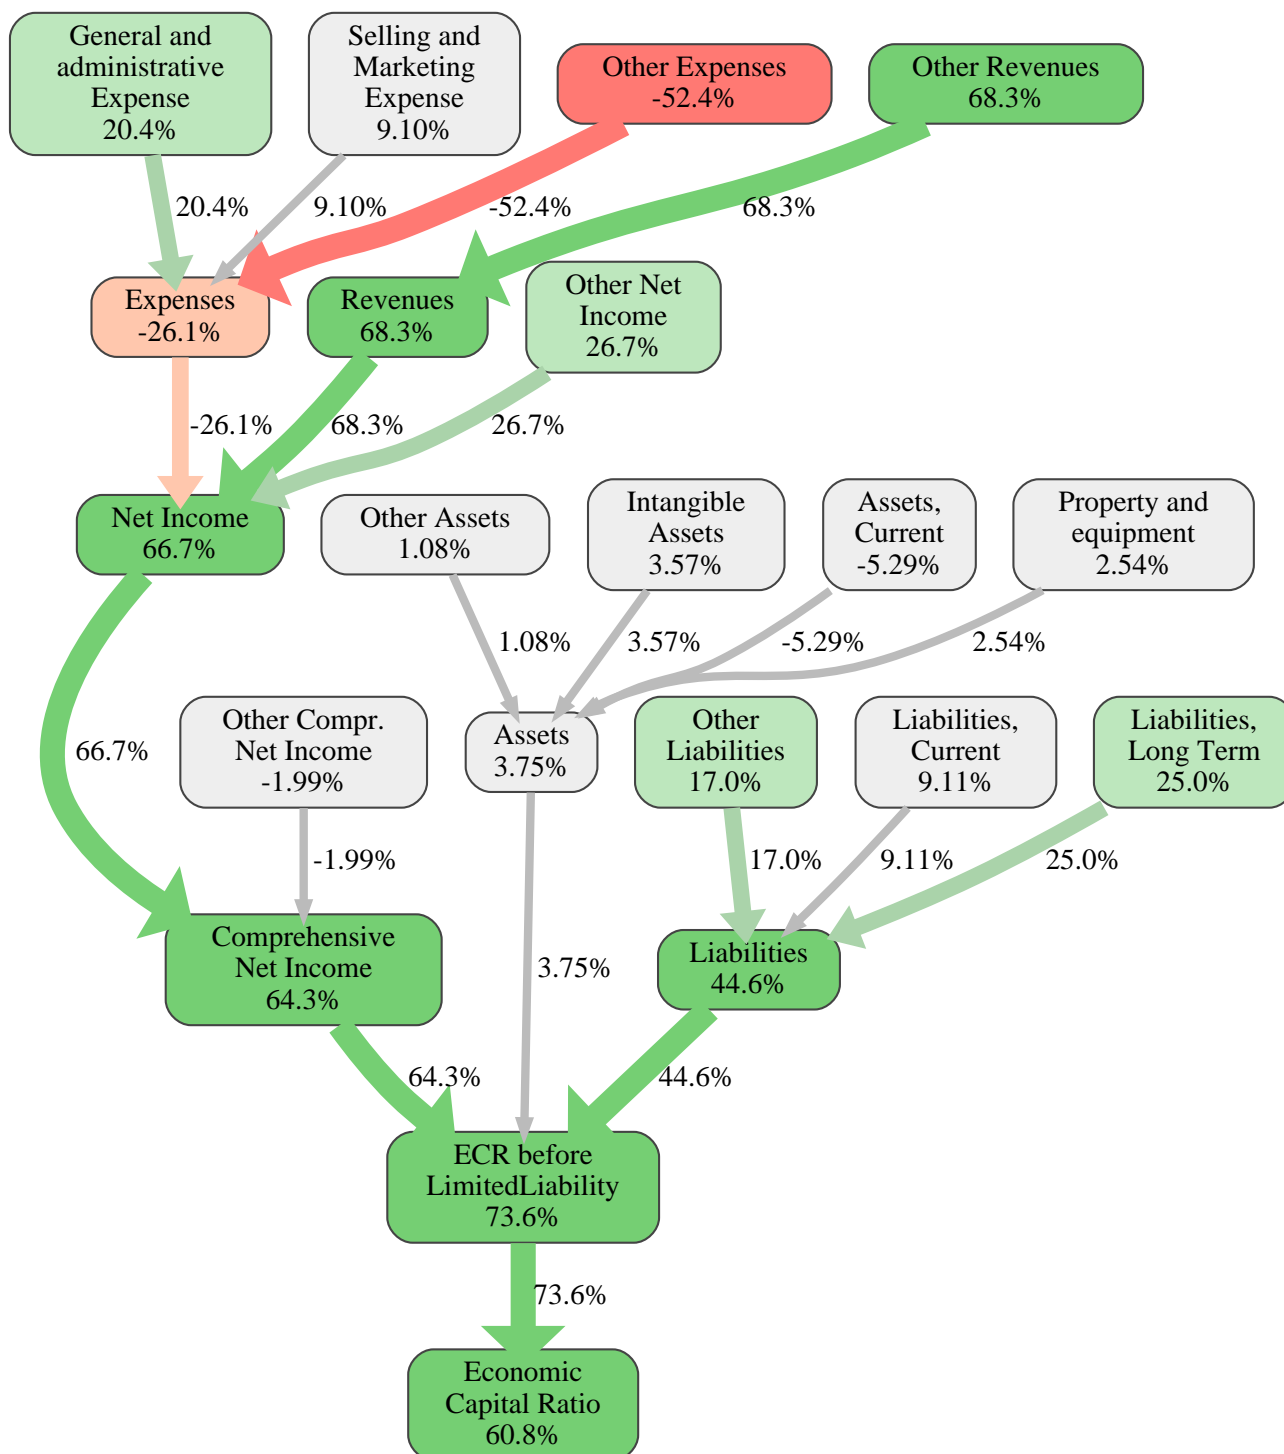 General and
administrative
Expense
20.4%
Selling and
Marketing
Expense
9.10%
Other Expenses
-52.4%
Other Revenues
68.3%
20.4%
9.10%
-52.4%
68.3%
Expenses
-26.1%
Revenues
68.3%
Other Net
Income
26.7%
-26.1%
68.3%
26.7%
Net Income
66.7%
Other Assets
1.08%
Intangible
Assets
3.57%
Assets,
Current
-5.29%
Property and
equipment
2.54%
1.08%
3.57%
-5.29%
2.54%
66.7%
Other Compr.
Net Income
-1.99%
Assets
3.75%
Other
Liabilities
17.0%
Liabilities,
Current
9.11%
Liabilities,
Long Term
25.0%
-1.99%
17.0%
9.11%
25.0%
Comprehensive
Net Income
64.3%
3.75%
Liabilities
44.6%
64.3%
44.6%
ECR before
LimitedLiability
73.6%
73.6%
Economic
Capital Ratio
60.8%